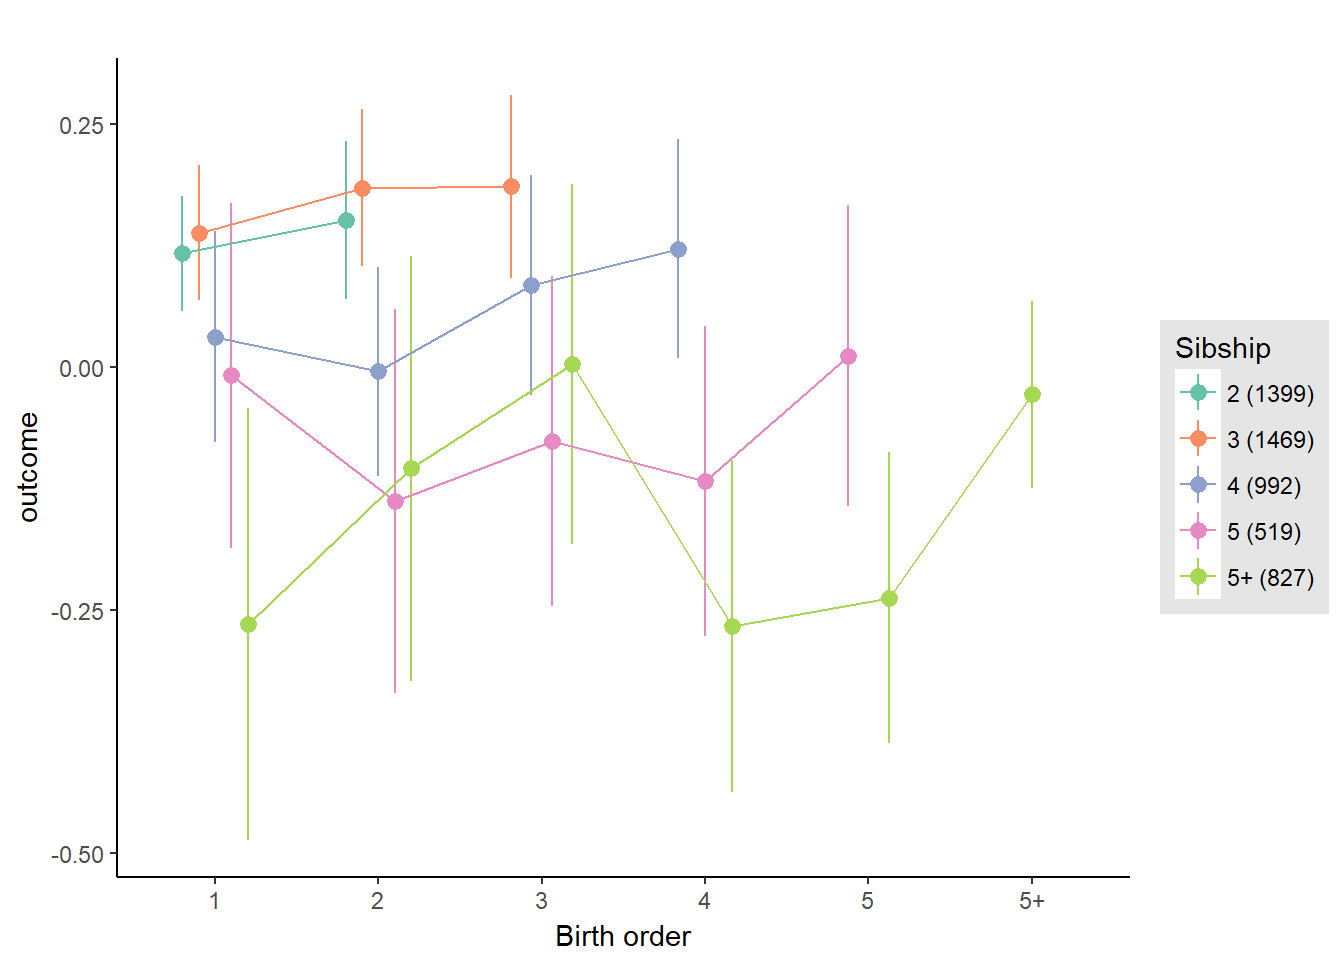 0.25
0.00
-0.25
-0.50
outcome
1 2 3 4 5 5+
Birth order
Sibship
2 (1399)
3 (1469)
4 (992)
5 (519)
5+ (827)